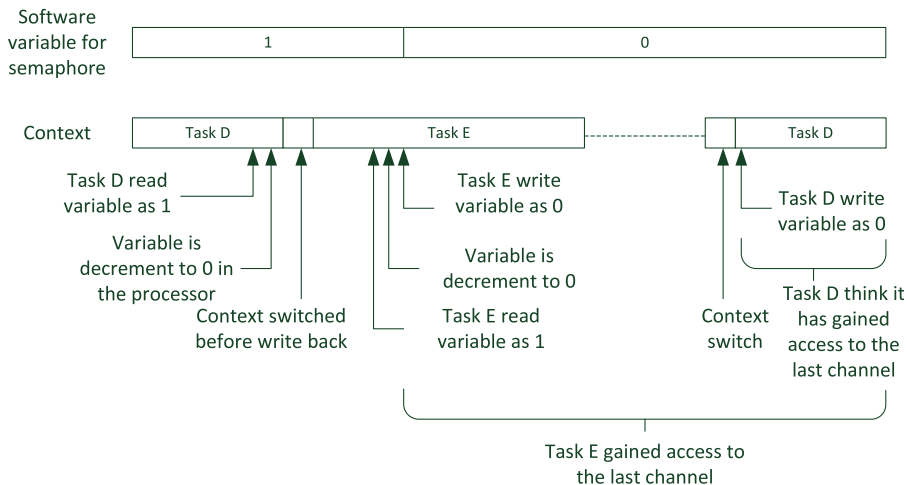 Software
variable for
semaphore
1
0
Context
Task D
Task E
Task D
Task D read
variable as 1
Variable is
decrement to 0 in
the processor
Context switched
before write back
Task E write
variable as 0
Variable is
decrement to 0
Task E read
variable as 1
Context
switch
Task D write
variable as 0
Task D think it
has gained
access to the
last channel
Task E gained access to
the last channel